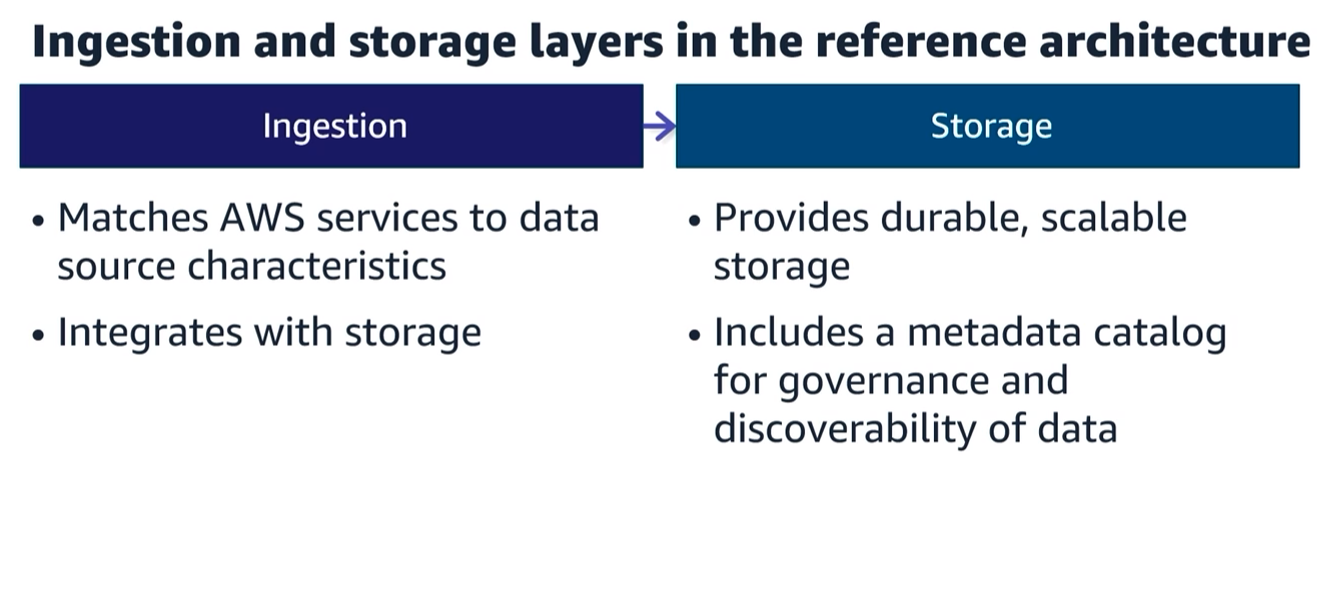 Ingestion and storage layers in the reference architecture
Ingestion
Storage
• Matches AWS services to data
source characteristics
• Integrates with storage
• Provides durable, scalable
storage
• Includes a metadata catalog
for governance and
discoverability of data